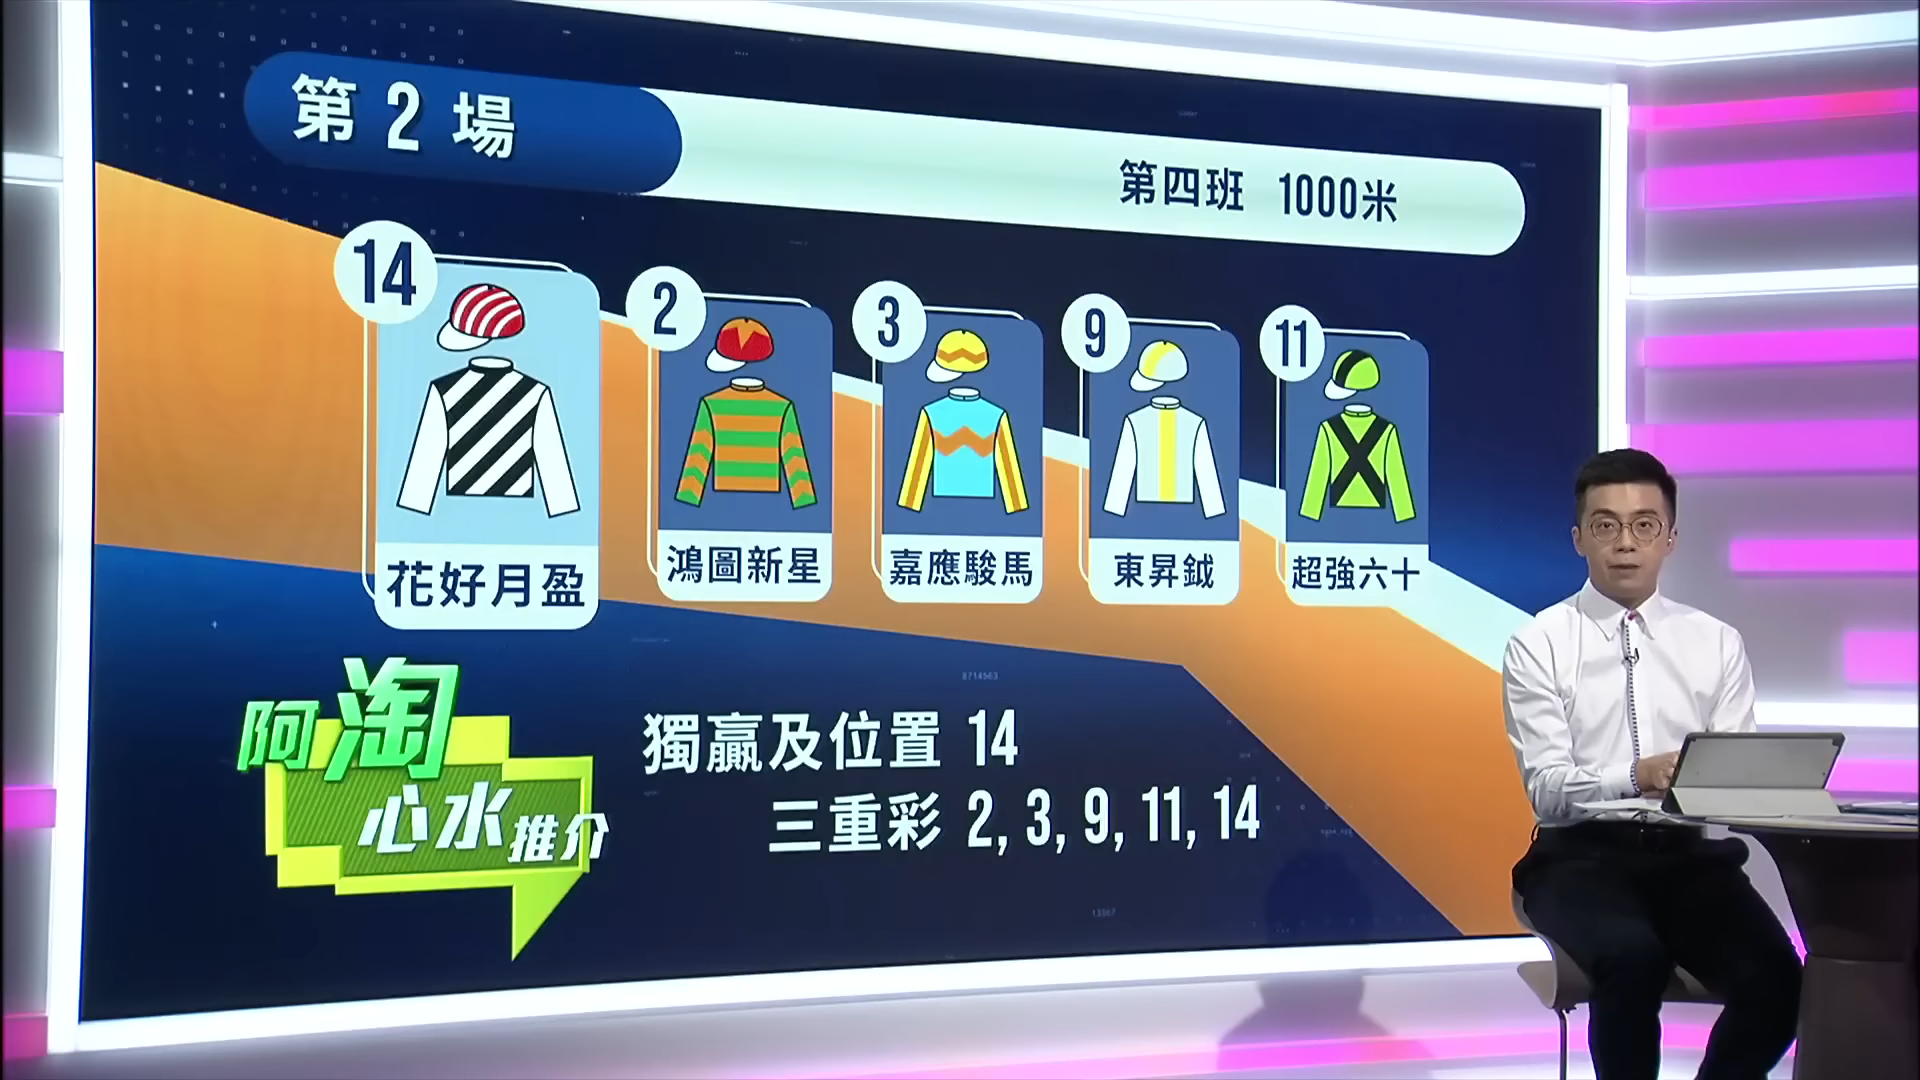 第 2 場
第四班 1000米
14
2
3
9
11
花好月盈
鴻圖新星
嘉應駿馬
東昇鉞
超強六十
阿淘
心水推介
獨贏及位置 14
三重彩 2, 3, 9, 11, 14
8714563